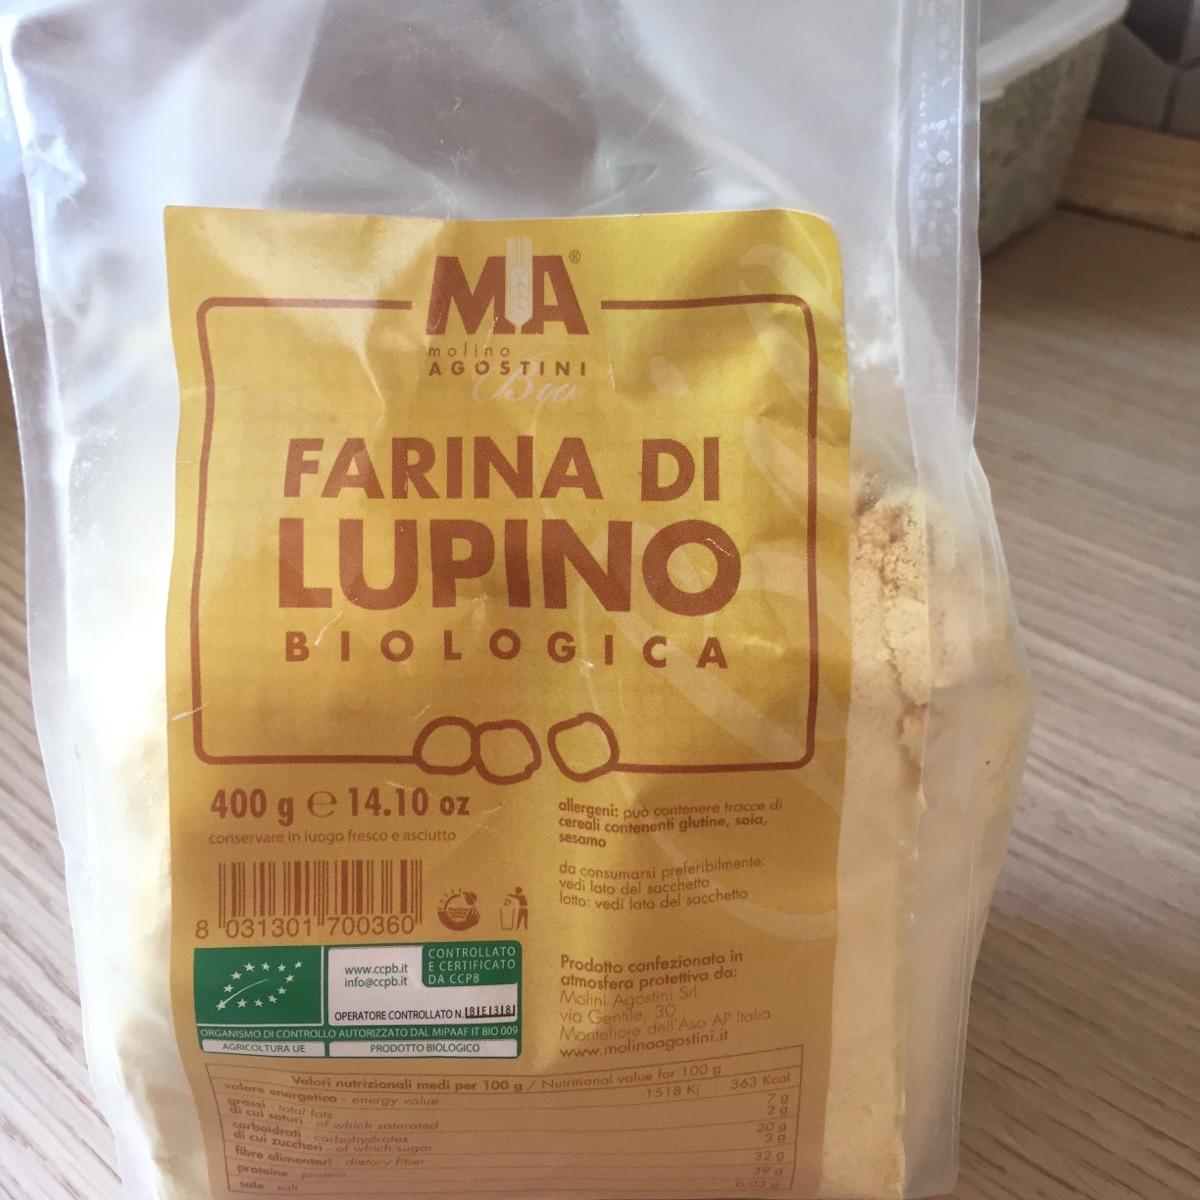 MIA®
molino
AGOSTINI
Bio
FARINA DI
LUPINO
BIOLOGICA
400 g e 14.10 oz
conservare in luogo fresco e asciutto
8 031301 700360
allergeni: può contenere tracce di
cereali contenenti glutine, soia,
sesamo
da consumarsi preferibilmente:
vedi lato del sacchetto
lotto: vedi lato del sacchetto
www.ccpb.it
info@ccpb.it
CONTROLLATO
E CERTIFICATO
DA CCPB
OPERATORE CONTROLLATO N. |B|E|3|8|
ORGANISMO DI CONTROLLO AUTORIZZATO DAL MIPAAF IT BIO 009
AGRICOLTURA UE PRODOTTO BIOLOGICO
Prodotto confezionato in
atmosfera protettiva da:
Molini Agostini Srl
via Gentile, 30
Montefiore dell'Aso AP Italia
www.molinoagostini.it
Valori nutrizionali medi per 100 g / Nutritional value for 100 g
valore energetico - energy value 1518 Kj 363 Kcal
grassi - total fats 7 g
di cui saturi - of which saturated 2 g
carboidrati - carbohydrates 20 g
di cui zuccheri - of which sugar 3 g
fibre alimentari - dietary fiber 32 g
proteine protein 39 g
sale salt 0.03 g